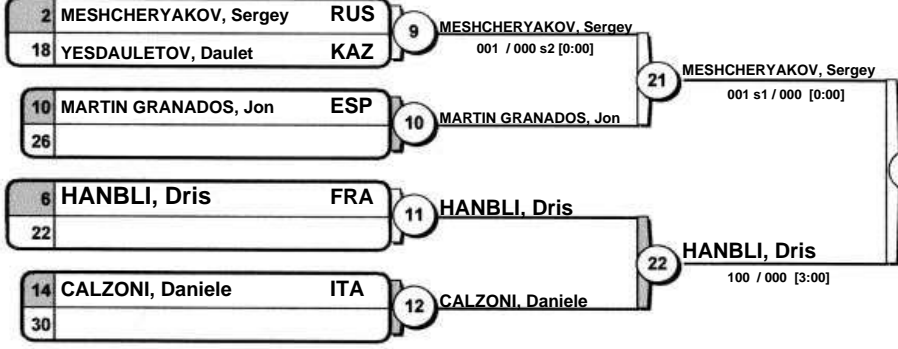 2 MESHCHERYAKOV, Sergey RUS
18 YESDAULETOV, Daulet KAZ
9
MESHCHERYAKOV, Sergey
001 / 000 s2 [0:00]
10 MARTIN GRANADOS, Jon ESP
26
10
MARTIN GRANADOS, Jon
21
MESHCHERYAKOV, Sergey
001 s1 / 000 [0:00]
6 HANBLI, Dris FRA
22
11
HANBLI, Dris
14 CALZONI, Daniele ITA
30
12
CALZONI, Daniele
22
HANBLI, Dris
100 / 000 [3:00]